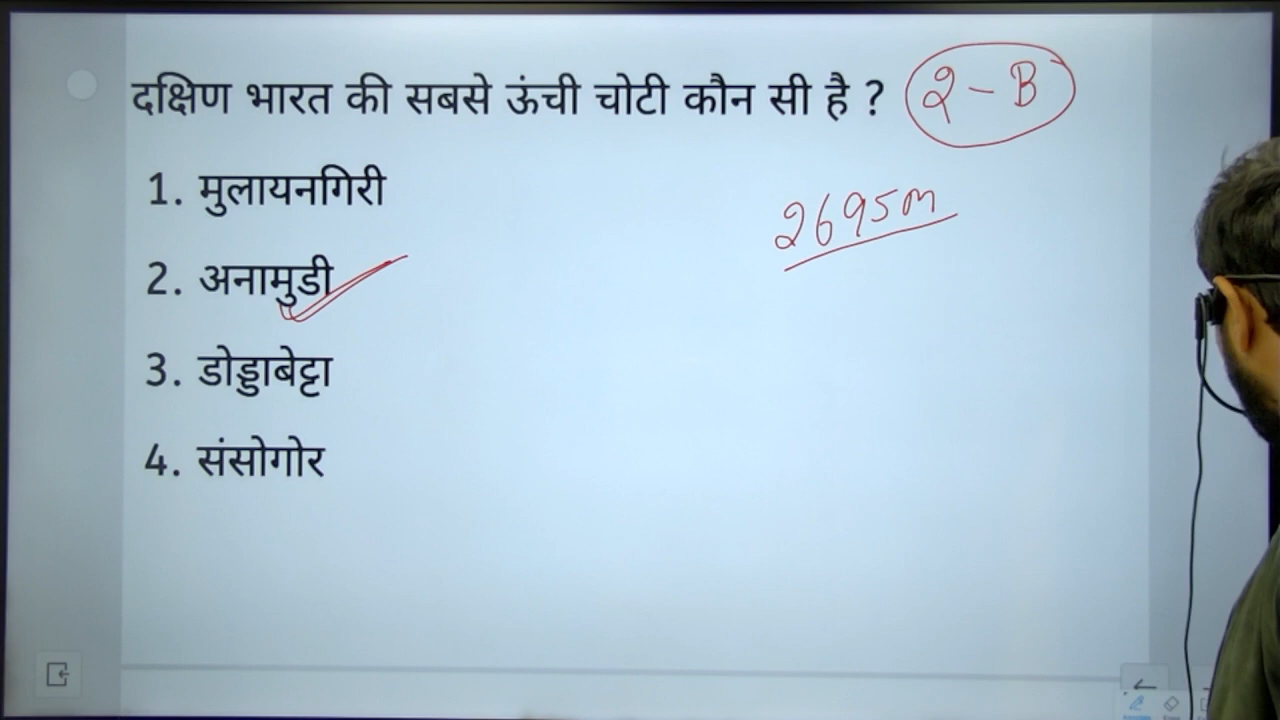 दक्षिण भारत की सबसे ऊंची चोटी कौन सी है ? 2 - B
1. मुलायनगिरी
2695m
2. अनामुडी
3. डोड्डाबेट्टा
4. संसोगोर